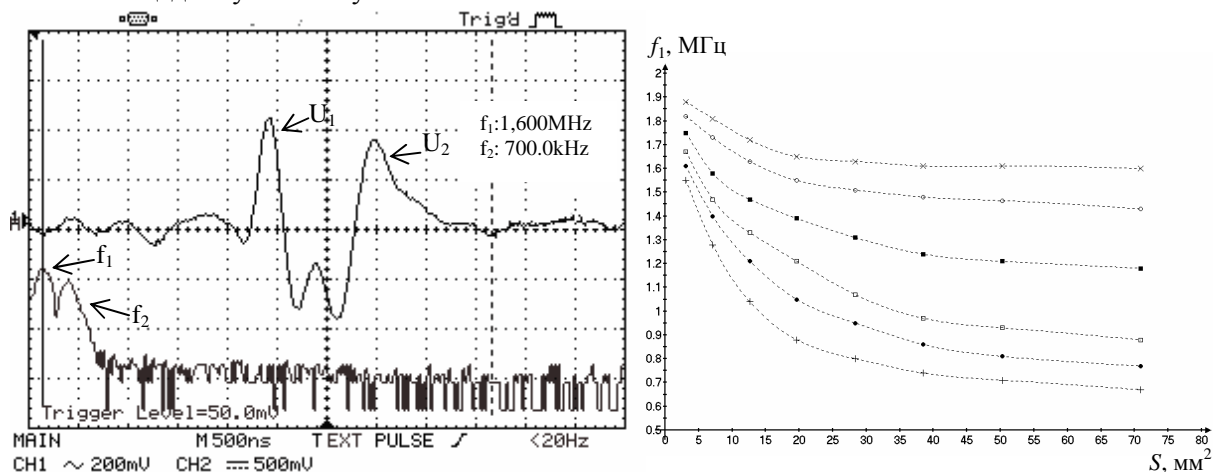 Trig'd
U₁
U₂
f₁:1,600MHz
f₂: 700.0kHz
f₁
f₂
Trigger Level=50.0mV
MAIN M 500ns T EXT PULSE <20Hz
CH1 ~ 200mV CH2 500mV
f₁, МГц
2
1.9
1.8
1.7
1.6
1.5
1.4
1.3
1.2
1.1
1
0.9
0.8
0.7
0.6
0.5
0 5 10 15 20 25 30 35 40 45 50 55 60 65 70 75 80
S, мм²